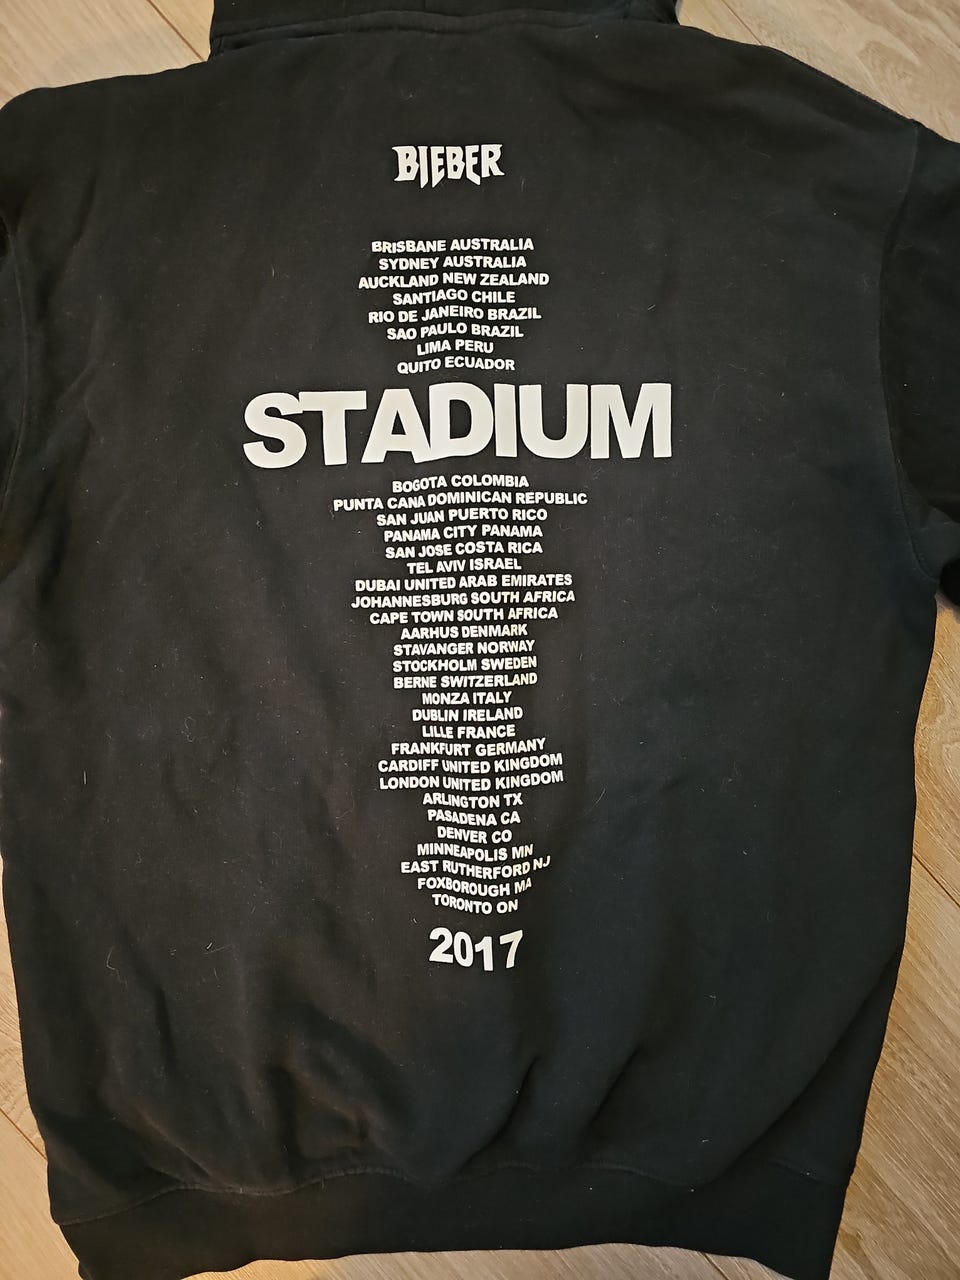 BIEBER
BRISBANE AUSTRALIA
SYDNEY AUSTRALIA
AUCKLAND NEW ZEALAND
SANTIAGO CHILE
RIO DE JANEIRO BRAZIL
SAO PAULO BRAZIL
LIMA PERU
QUITO ECUADOR
STADIUM
BOGOTA COLOMBIA
PUNTA CANA DOMINICAN REPUBLIC
SAN JUAN PUERTO RICO
PANAMA CITY PANAMA
SAN JOSE COSTA RICA
TEL AVIV ISRAEL
DUBAI UNITED ARAB EMIRATES
JOHANNESBURG SOUTH AFRICA
CAPE TOWN SOUTH AFRICA
AARHUS DENMARK
STAVANGER NORWAY
STOCKHOLM SWEDEN
BERNE SWITZERLAND
MONZA ITALY
DUBLIN IRELAND
LILLE FRANCE
FRANKFURT GERMANY
CARDIFF UNITED KINGDOM
LONDON UNITED KINGDOM
ARLINGTON TX
PASADENA CA
DENVER CO
MINNEAPOLIS MN
EAST RUTHERFORD NJ
FOXBOROUGH MA
TORONTO ON
2017